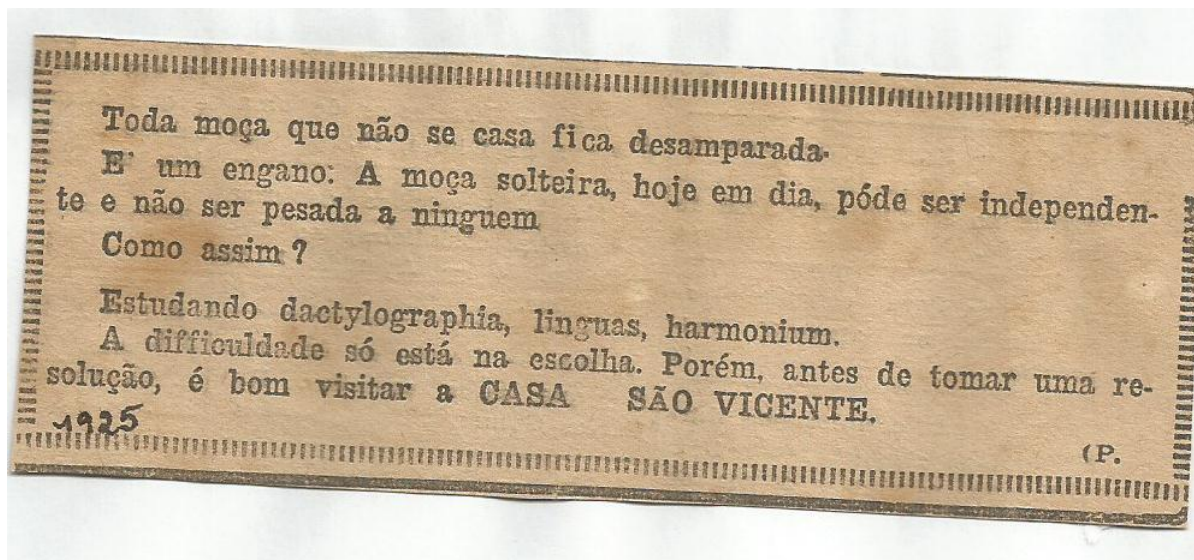 Toda moça que não se casa fica desamparada.
E' um engano: A moça solteira, hoje em dia, póde ser independen-
te e não ser pesada a ninguem
Como assim ?
Estudando dactylographia, linguas, harmonium.
A difficuldade só está na escolha. Porém, antes de tomar uma re-
solução, é bom visitar a CASA SÃO VICENTE.
1925
(P.